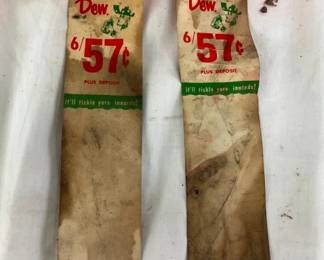 Dew.
6/57¢
PLUS DEPOSIT
it'll tickle yore innards!
Dew.
6/57¢
PLUS DEPOSIT
it'll tickle yore innards!